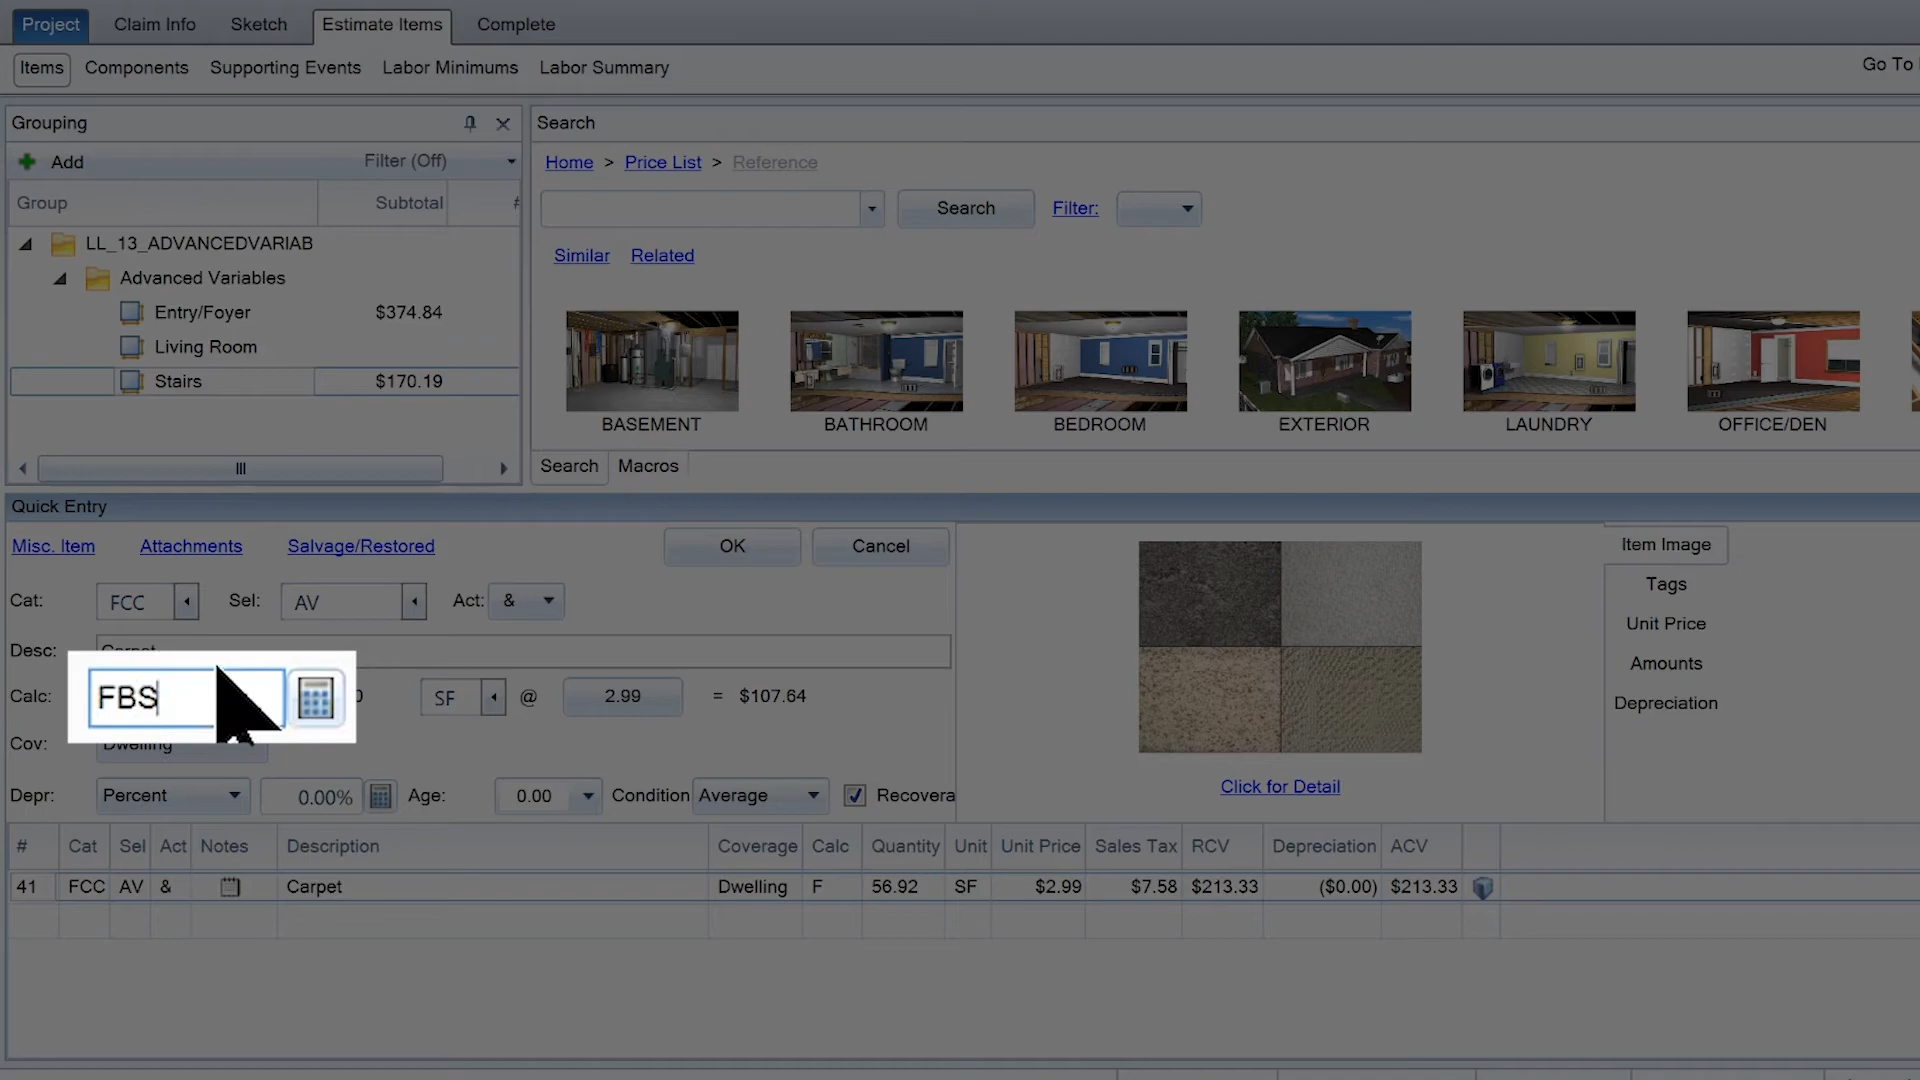 Project Claim Info Sketch Estimate Items Complete
Items Components Supporting Events Labor Minimums Labor Summary Go To
Grouping
Add Filter (Off)
Group Subtotal #
LL_13_ADVANCEDVARIAB
Advanced Variables
Entry/Foyer $374.84
Living Room
Stairs $170.19
Search
Home > Price List > Reference
Search Filter:
Similar Related
BASEMENT BATHROOM BEDROOM EXTERIOR LAUNDRY OFFICE/DEN
Search Macros
Quick Entry
Misc. Item Attachments Salvage/Restored OK Cancel
Cat: FCC Sel: AV Act: &
Desc: Carpet
Calc: FBS 0 SF @ 2.99 = $107.64
Cov: Dwelling
Depr: Percent 0.00% Age: 0.00 Condition Average Recovera
Click for Detail
Item Image
Tags
Unit Price
Amounts
Depreciation
# Cat Sel Act Notes Description Coverage Calc Quantity Unit Unit Price Sales Tax RCV Depreciation ACV
41 FCC AV & Carpet Dwelling F 56.92 SF $2.99 $7.58 $213.33 ($0.00) $213.33